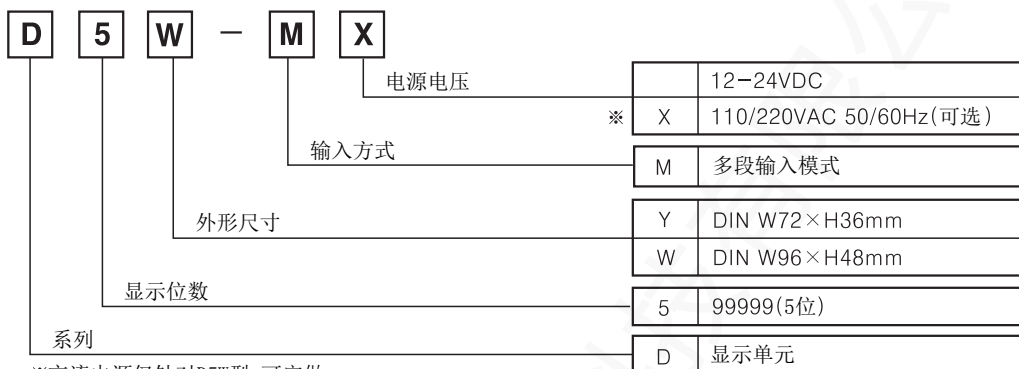 D 5 W － M X
电源电压
12－24VDC
※ X 110/220VAC 50/60Hz(可选)
输入方式
M 多段输入模式
外形尺寸
Y DIN W72×H36mm
W DIN W96×H48mm
显示位数
5 99999(5位)
系列
D 显示单元